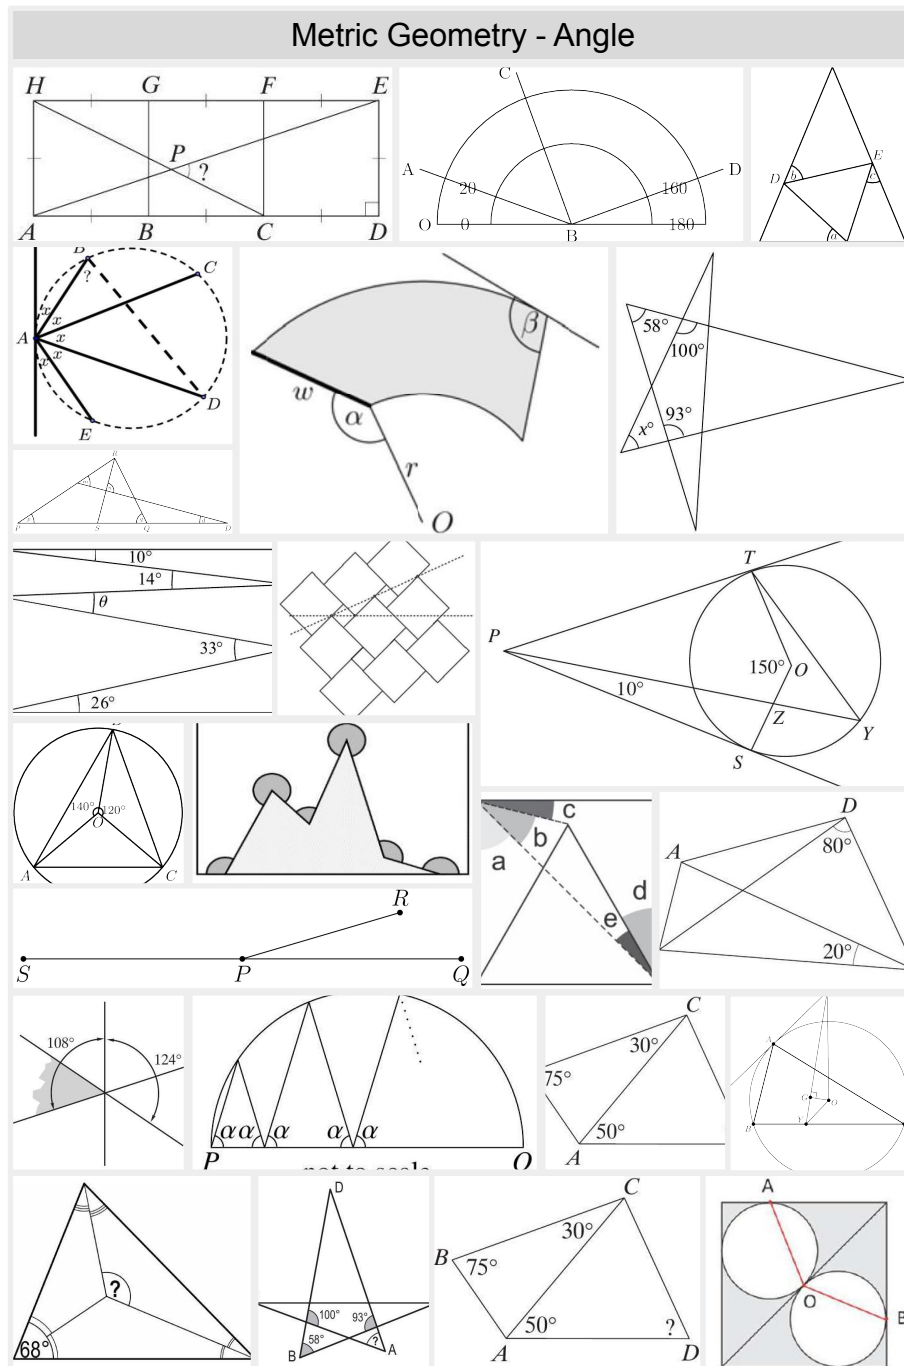 Metric Geometry - Angle
H G F E
P ?
A B C D
C
A D
20 160
O 0 180
B
E
D b c
a
B
? C
x
x
A x
x
x
D
E
β
w α
r
O
58°
100°
93°
x°
R
P S Q D
10°
14°
θ
33°
26°
T
P
150° O
10°
Z
Y
S
140° 120°
O
A C
c
b
a
d
e
D
80°
A
20°
R
S P Q
108°
124°
α α α α α
P Q
not to scale
C
30°
75°
50°
A
A
O
B Y
?
68°
D
100° 93°
58° ?
B A
C
30°
B 75°
50° ?
A D
A
O
B